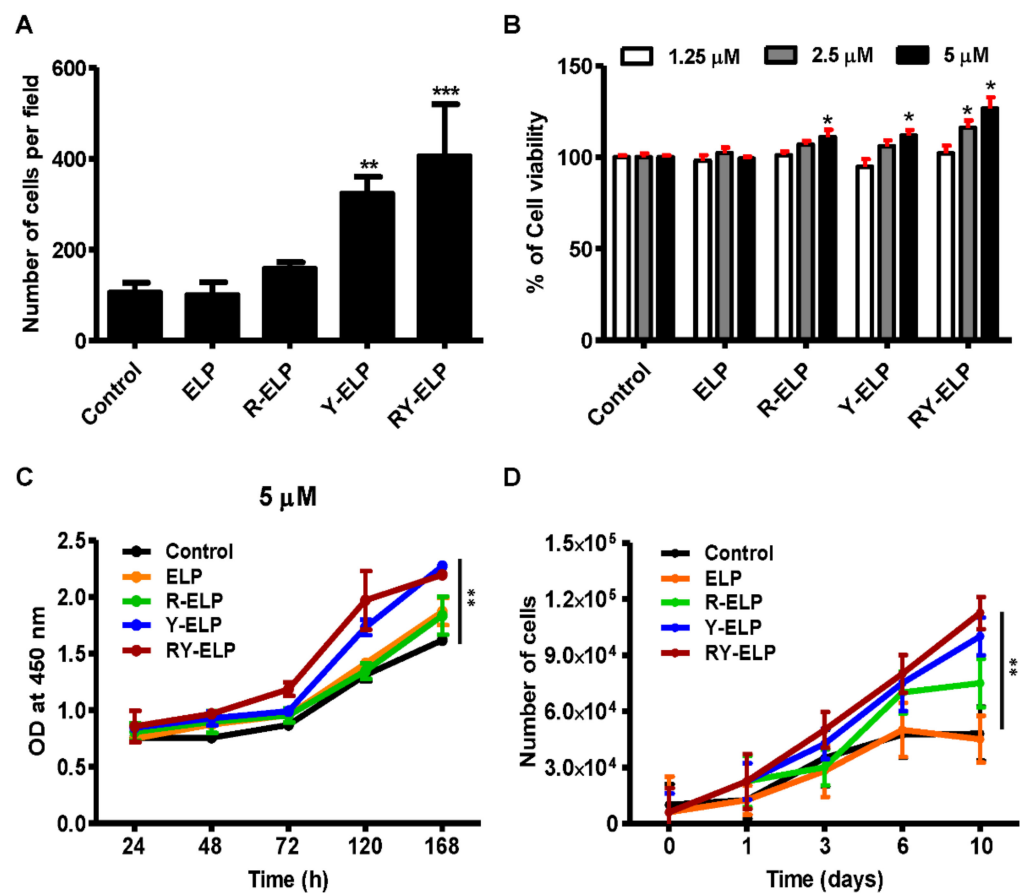 A
Number of cells per field
600
400
200
0
**
***
Control
ELP
R-ELP
Y-ELP
RY-ELP
B
1.25 μM
2.5 μM
5 μM
% of Cell viability
150
100
50
0
*
*
*
*
Control
ELP
R-ELP
Y-ELP
RY-ELP
C
5 μM
OD at 450 nm
2.5
2.0
1.5
1.0
0.5
0.0
Control
ELP
R-ELP
Y-ELP
RY-ELP
**
24 48 72 120 168
Time (h)
D
Number of cells
1.5×10⁵
1.2×10⁵
9.0×10⁴
6.0×10⁴
3.0×10⁴
0
Control
ELP
R-ELP
Y-ELP
RY-ELP
**
0 1 3 6 10
Time (days)